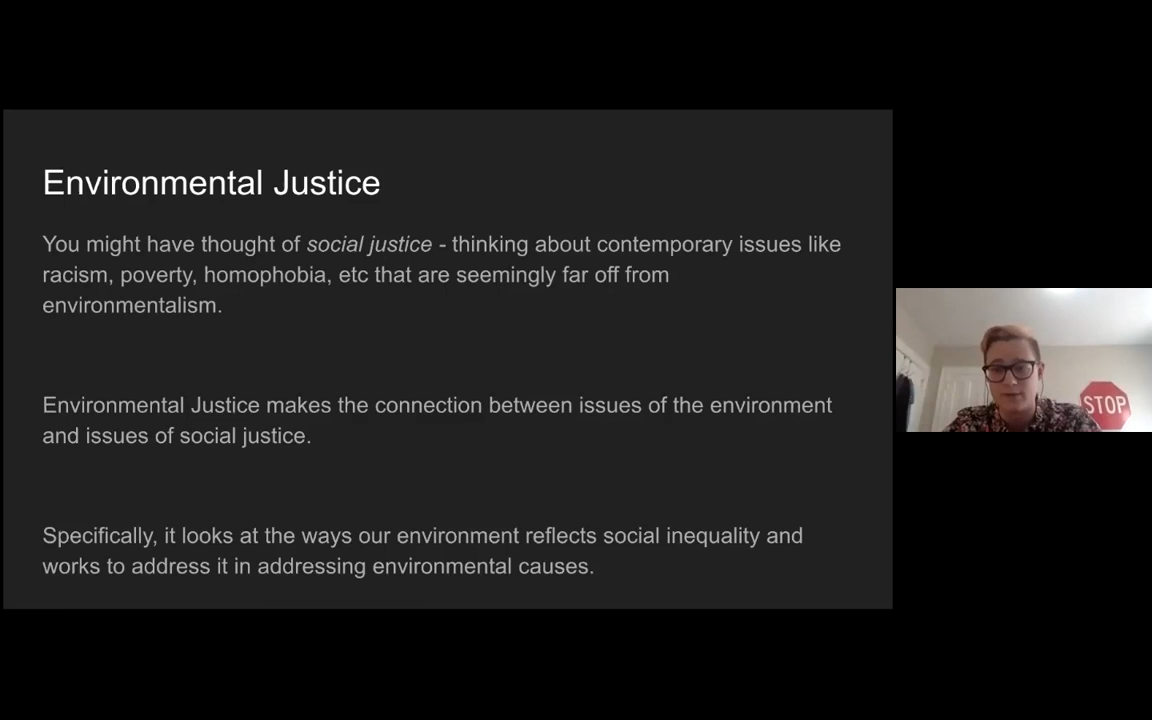 Environmental Justice
You might have thought of social justice - thinking about contemporary issues like
racism, poverty, homophobia, etc that are seemingly far off from
environmentalism.
Environmental Justice makes the connection between issues of the environment
and issues of social justice.
Specifically, it looks at the ways our environment reflects social inequality and
works to address it in addressing environmental causes.
STOP